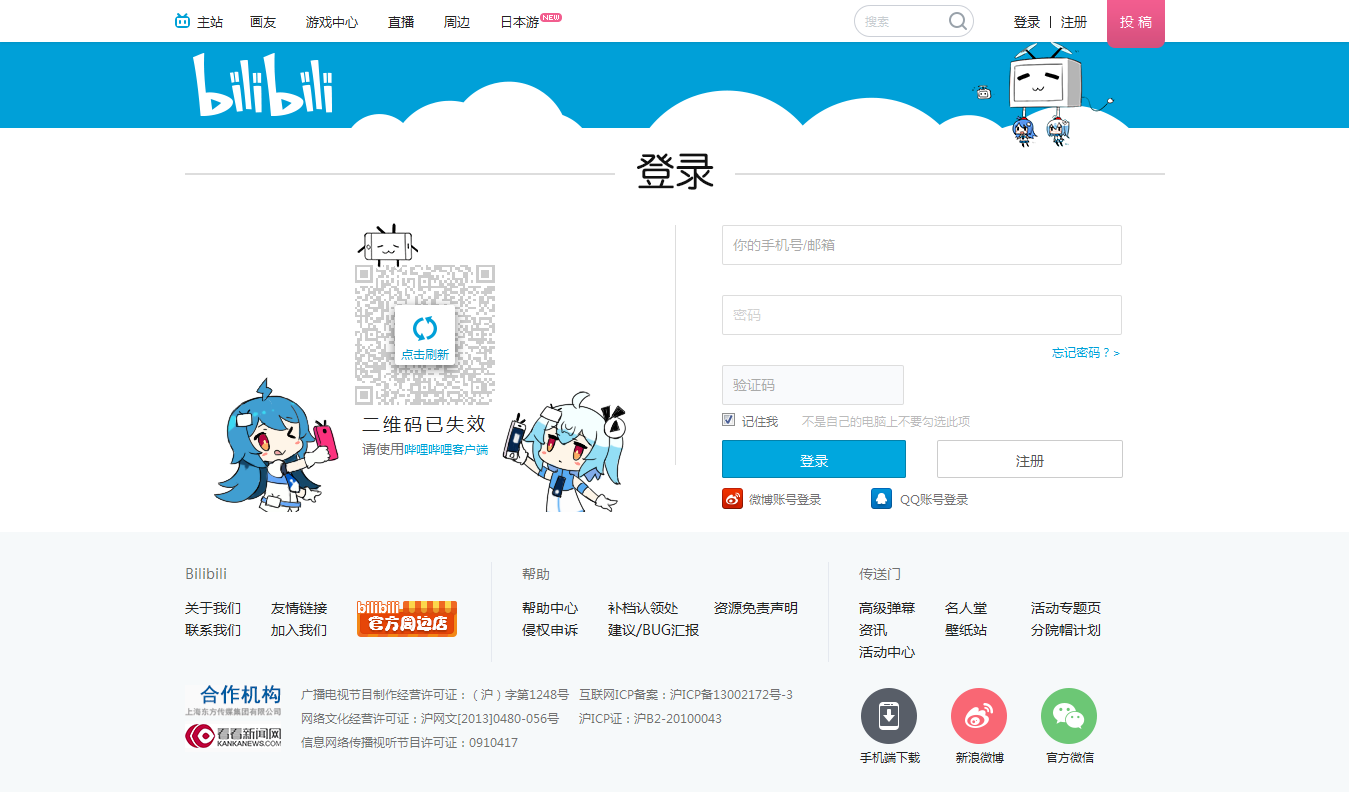 主站 画友 游戏中心 直播 周边 日本游 NEW 搜索 登录 | 注册 投 稿
bilibili
登录
你的手机号/邮箱
密码
忘记密码？>
点击刷新
验证码
二维码已失效
记住我 不是自己的电脑上不要勾选此项
请使用哔哩哔哩客户端
登录 注册
微博账号登录 QQ账号登录
Bilibili 帮助 传送门
关于我们 友情链接 bilibili 官方周边店 帮助中心 补档认领处 资源免责声明 高级弹幕 名人堂 活动专题页
联系我们 加入我们 侵权申诉 建议/BUG汇报 资讯 壁纸站 分院帽计划
活动中心
合作机构 广播电视节目制作经营许可证：（沪）字第1248号 互联网ICP备案：沪ICP备13002172号-3
上海东方传媒集团有限公司 网络文化经营许可证：沪网文[2013]0480-056号 沪ICP证：沪B2-20100043
看看新闻网 信息网络传播视听节目许可证：0910417
KANKANEWS.COM
手机端下载 新浪微博 官方微信